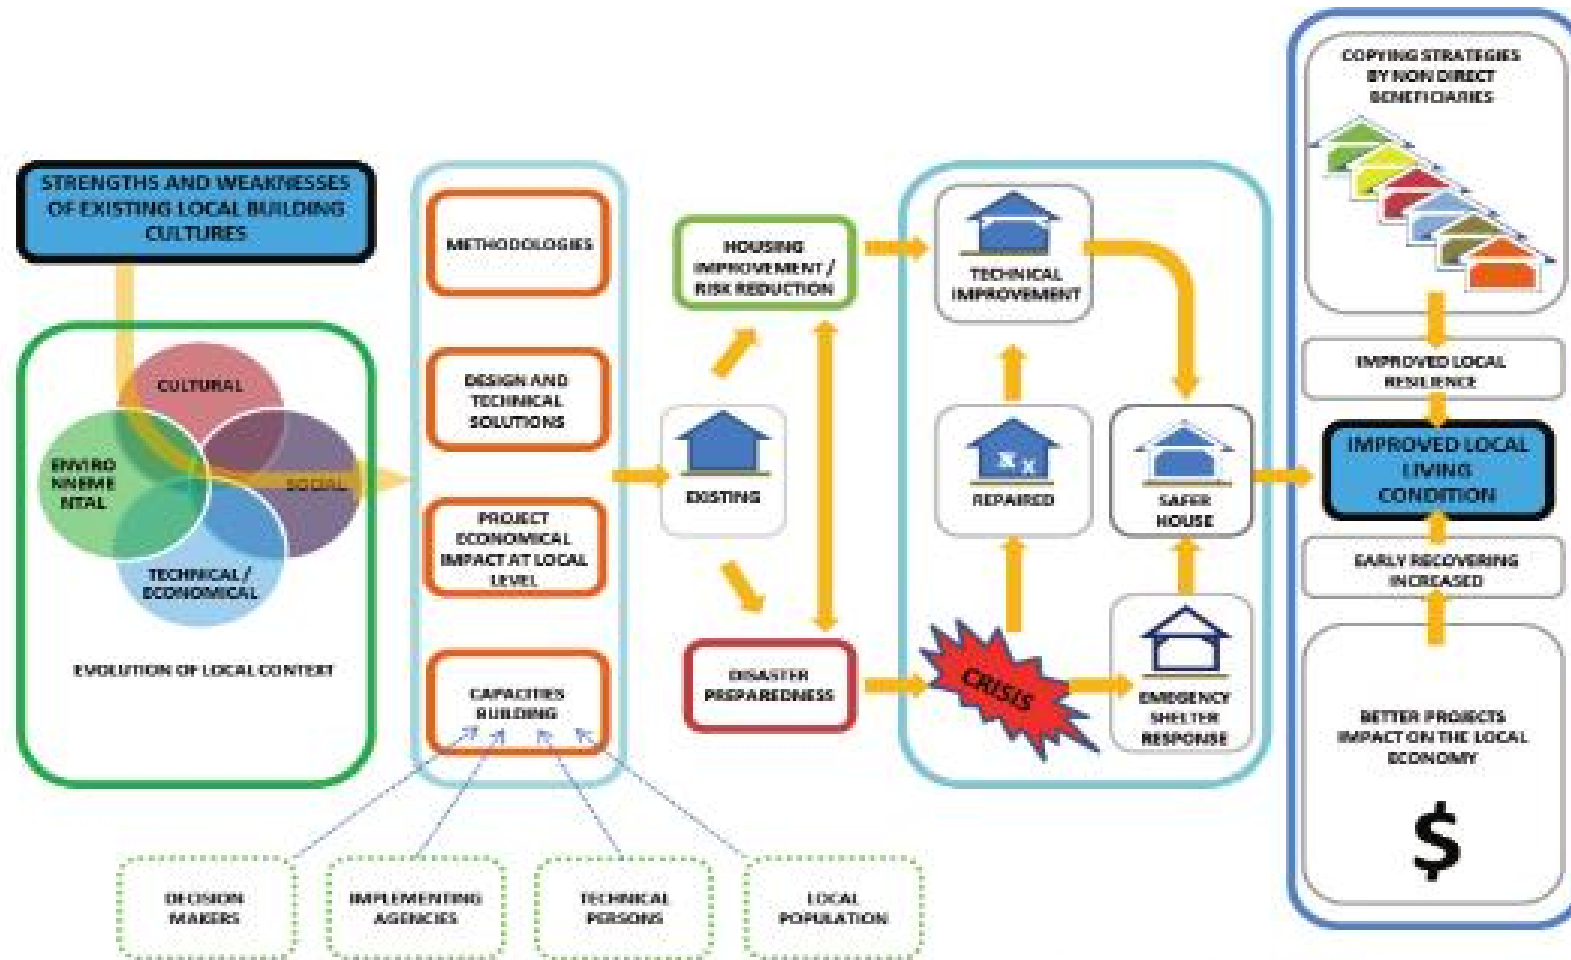 STRENGTHS AND WEAKNESSES
OF EXISTING LOCAL BUILDING
CULTURES
CULTURAL
ENVIRO
NNEME
NTAL
SOCIAL
TECHNICAL /
ECONOMICAL
EVOLUTION OF LOCAL CONTEXT
METHODOLOGIES
DESIGN AND
TECHNICAL
SOLUTIONS
PROJECT
ECONOMICAL
IMPACT AT LOCAL
LEVEL
CAPACITIES
BUILDING
DECISION
MAKERS
IMPLEMENTING
AGENCIES
TECHNICAL
PERSONS
LOCAL
POPULATION
EXISTING
HOUSING
IMPROVEMENT /
RISK REDUCTION
DISASTER
PREPAREDNESS
TECHNICAL
IMPROVEMENT
X X
REPAIRED
SAFER
HOUSE
CRISIS
EMEGENCY
SHELTER
RESPONSE
COPYING STRATEGIES
BY NON DIRECT
BENEFICIARIES
IMPROVED LOCAL
RESILIENCE
IMPROVED LOCAL
LIVING
CONDITION
EARLY RECOVERING
INCREASED
BETTER PROJECTS
IMPACT ON THE LOCAL
ECONOMY
$